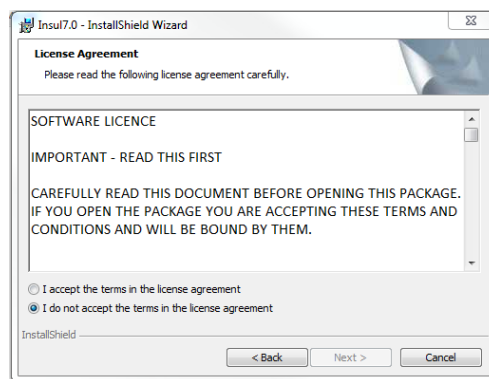 Insul7.0 - InstallShield Wizard
License Agreement
Please read the following license agreement carefully.
SOFTWARE LICENCE
IMPORTANT - READ THIS FIRST
CAREFULLY READ THIS DOCUMENT BEFORE OPENING THIS PACKAGE.
IF YOU OPEN THE PACKAGE YOU ARE ACCEPTING THESE TERMS AND
CONDITIONS AND WILL BE BOUND BY THEM.
I accept the terms in the license agreement
I do not accept the terms in the license agreement
InstallShield
< Back Next > Cancel